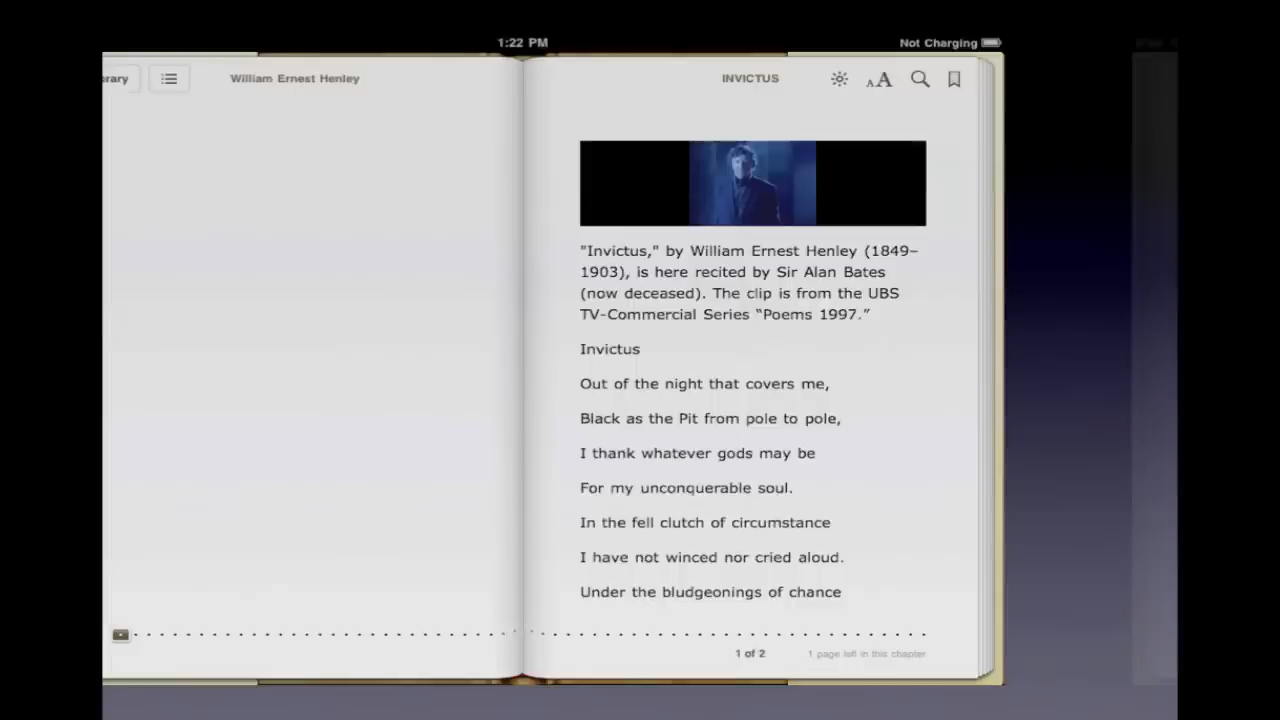 1:22 PM
Not Charging
erary
William Ernest Henley
INVICTUS
AA
"Invictus," by William Ernest Henley (1849–
1903), is here recited by Sir Alan Bates
(now deceased). The clip is from the UBS
TV-Commercial Series “Poems 1997.”
Invictus
Out of the night that covers me,
Black as the Pit from pole to pole,
I thank whatever gods may be
For my unconquerable soul.
In the fell clutch of circumstance
I have not winced nor cried aloud.
Under the bludgeonings of chance
1 of 2
1 page left in this chapter